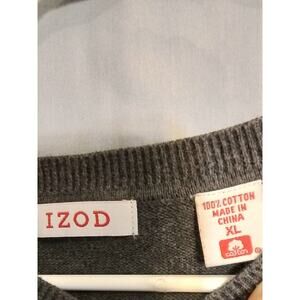 IZOD
100% COTTON
MADE IN
CHINA
XL
cotton